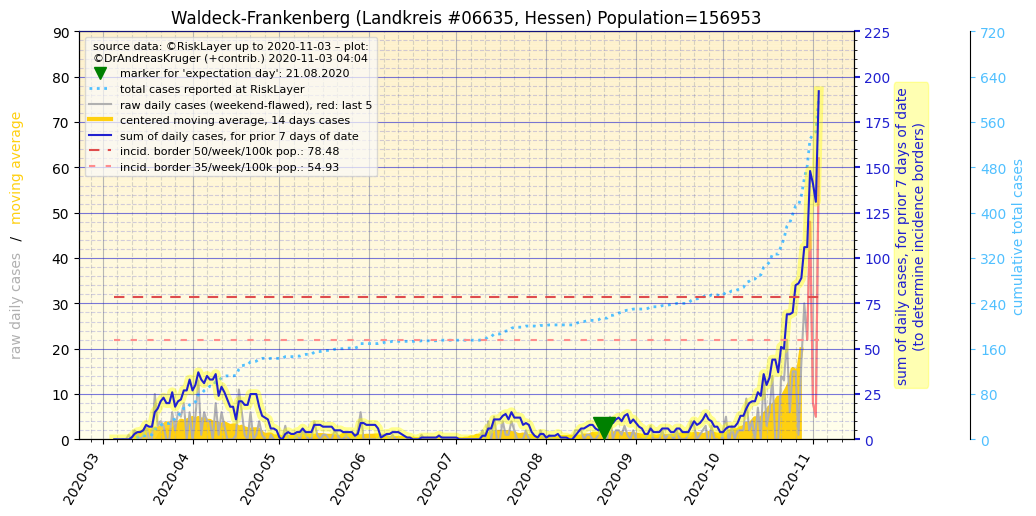 Waldeck-Frankenberg (Landkreis #06635, Hessen) Population=156953
source data: ©RiskLayer up to 2020-11-03 – plot:
©DrAndreasKruger (+contrib.) 2020-11-03 04:04
marker for 'expectation day': 21.08.2020
total cases reported at RiskLayer
raw daily cases (weekend-flawed), red: last 5
centered moving average, 14 days cases
sum of daily cases, for prior 7 days of date
incid. border 50/week/100k pop.: 78.48
incid. border 35/week/100k pop.: 54.93
raw daily cases / moving average
90
80
70
60
50
40
30
20
10
0
225
200
175
150
125
100
75
50
25
0
sum of daily cases, for prior 7 days of date
(to determine incidence borders)
720
640
560
480
400
320
240
160
80
0
cumulative total cases
2020-03
2020-04
2020-05
2020-06
2020-07
2020-08
2020-09
2020-10
2020-11